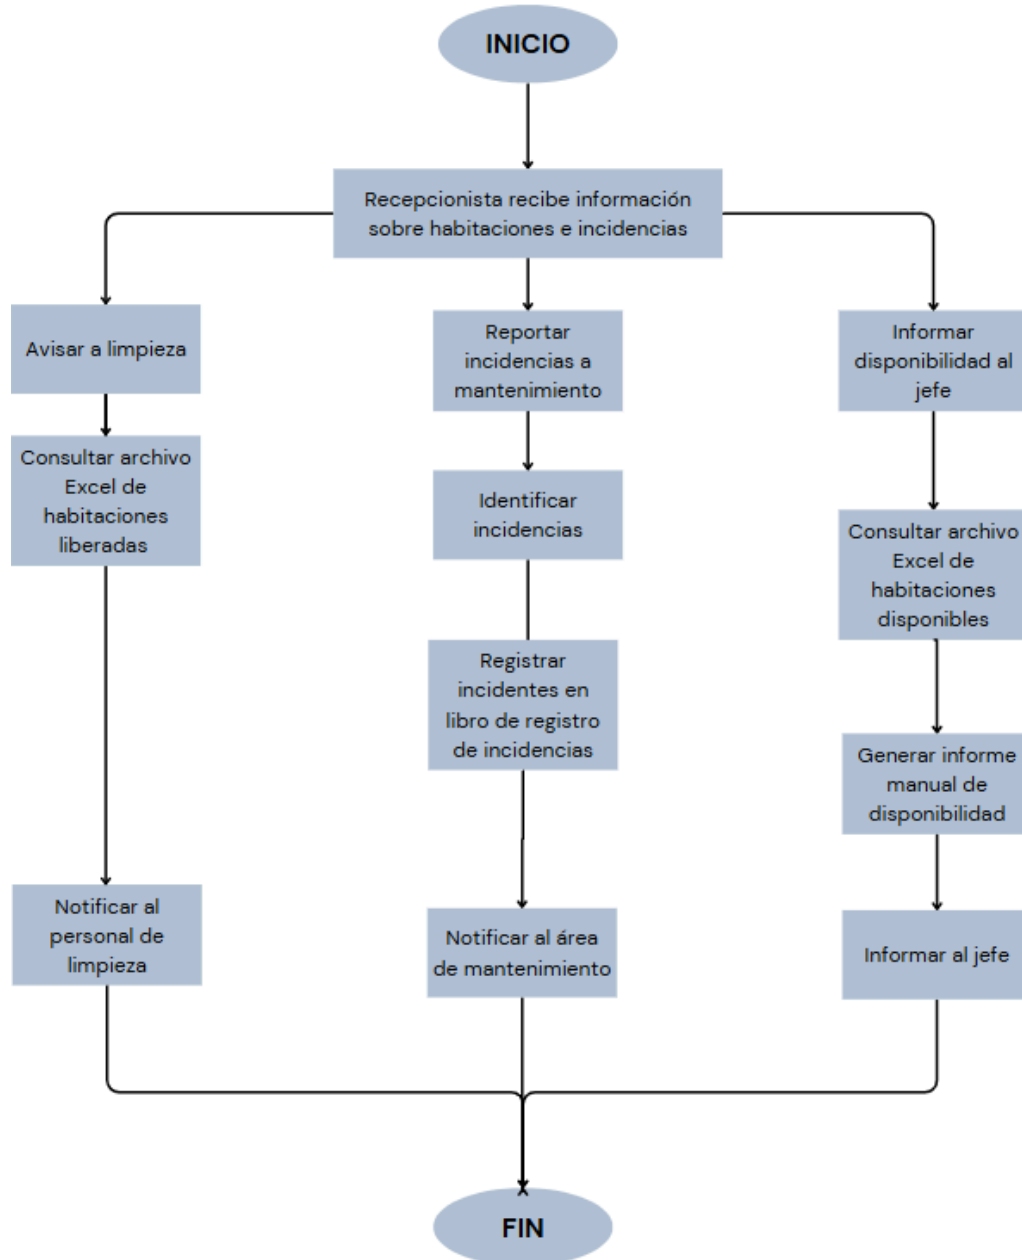 INICIO
Recepcionista recibe información
sobre habitaciones e incidencias
Avisar a limpieza
Consultar archivo
Excel de
habitaciones
liberadas
Notificar al
personal de
limpieza
Reportar
incidencias a
mantenimiento
Identificar
incidencias
Registrar
incidentes en
libro de registro
de incidencias
Notificar al área
de mantenimiento
Informar
disponibilidad al
jefe
Consultar archivo
Excel de
habitaciones
disponibles
Generar informe
manual de
disponibilidad
Informar al jefe
FIN